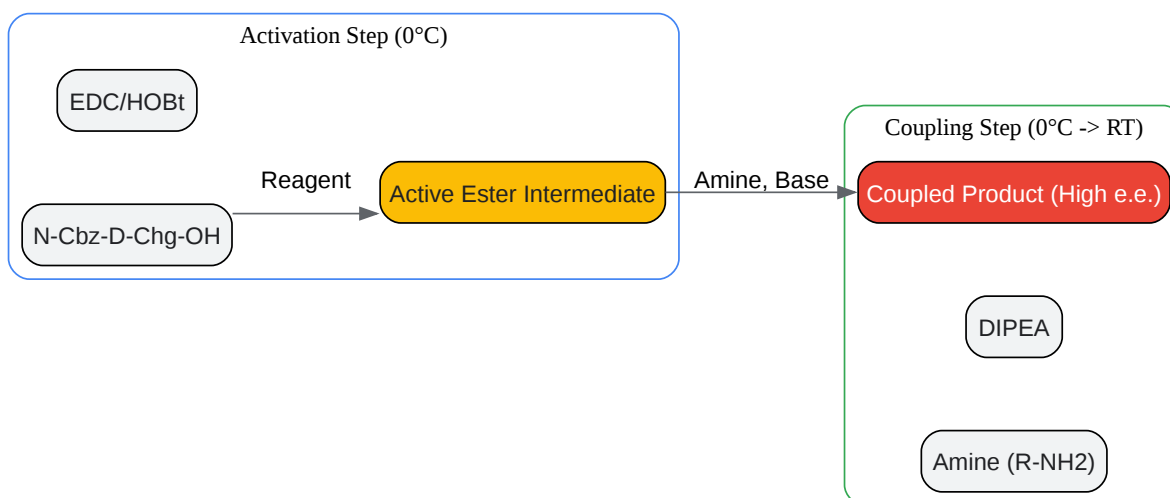 Activation Step (0°C)
EDC/HOBt
N-Cbz-D-Chg-OH
Reagent
Active Ester Intermediate
Amine, Base
Coupling Step (0°C -> RT)
Coupled Product (High e.e.)
DIPEA
Amine (R-NH2)